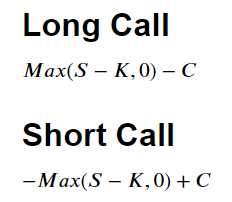 Long Call
Max(S − K, 0) − C
Short Call
−Max(S − K, 0) + C